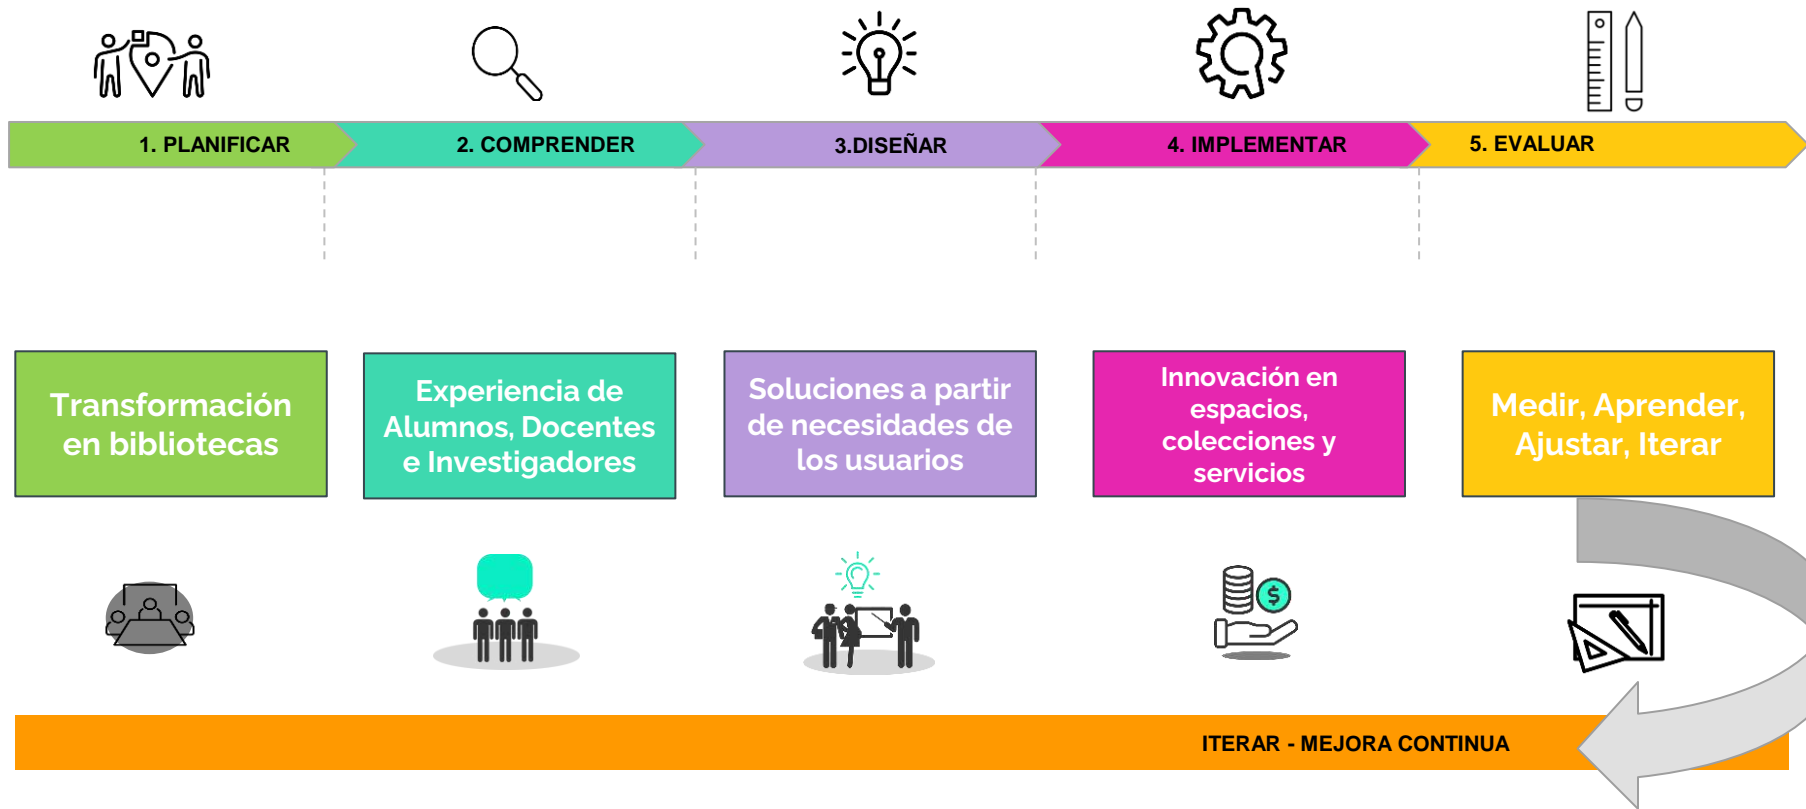 1. PLANIFICAR
2. COMPRENDER
3.DISEÑAR
4. IMPLEMENTAR
5. EVALUAR
Transformación
en bibliotecas
Experiencia de
Alumnos, Docentes
e Investigadores
Soluciones a partir
de necesidades de
los usuarios
Innovación en
espacios,
colecciones y
servicios
Medir, Aprender,
Ajustar, Iterar
$
ITERAR - MEJORA CONTINUA